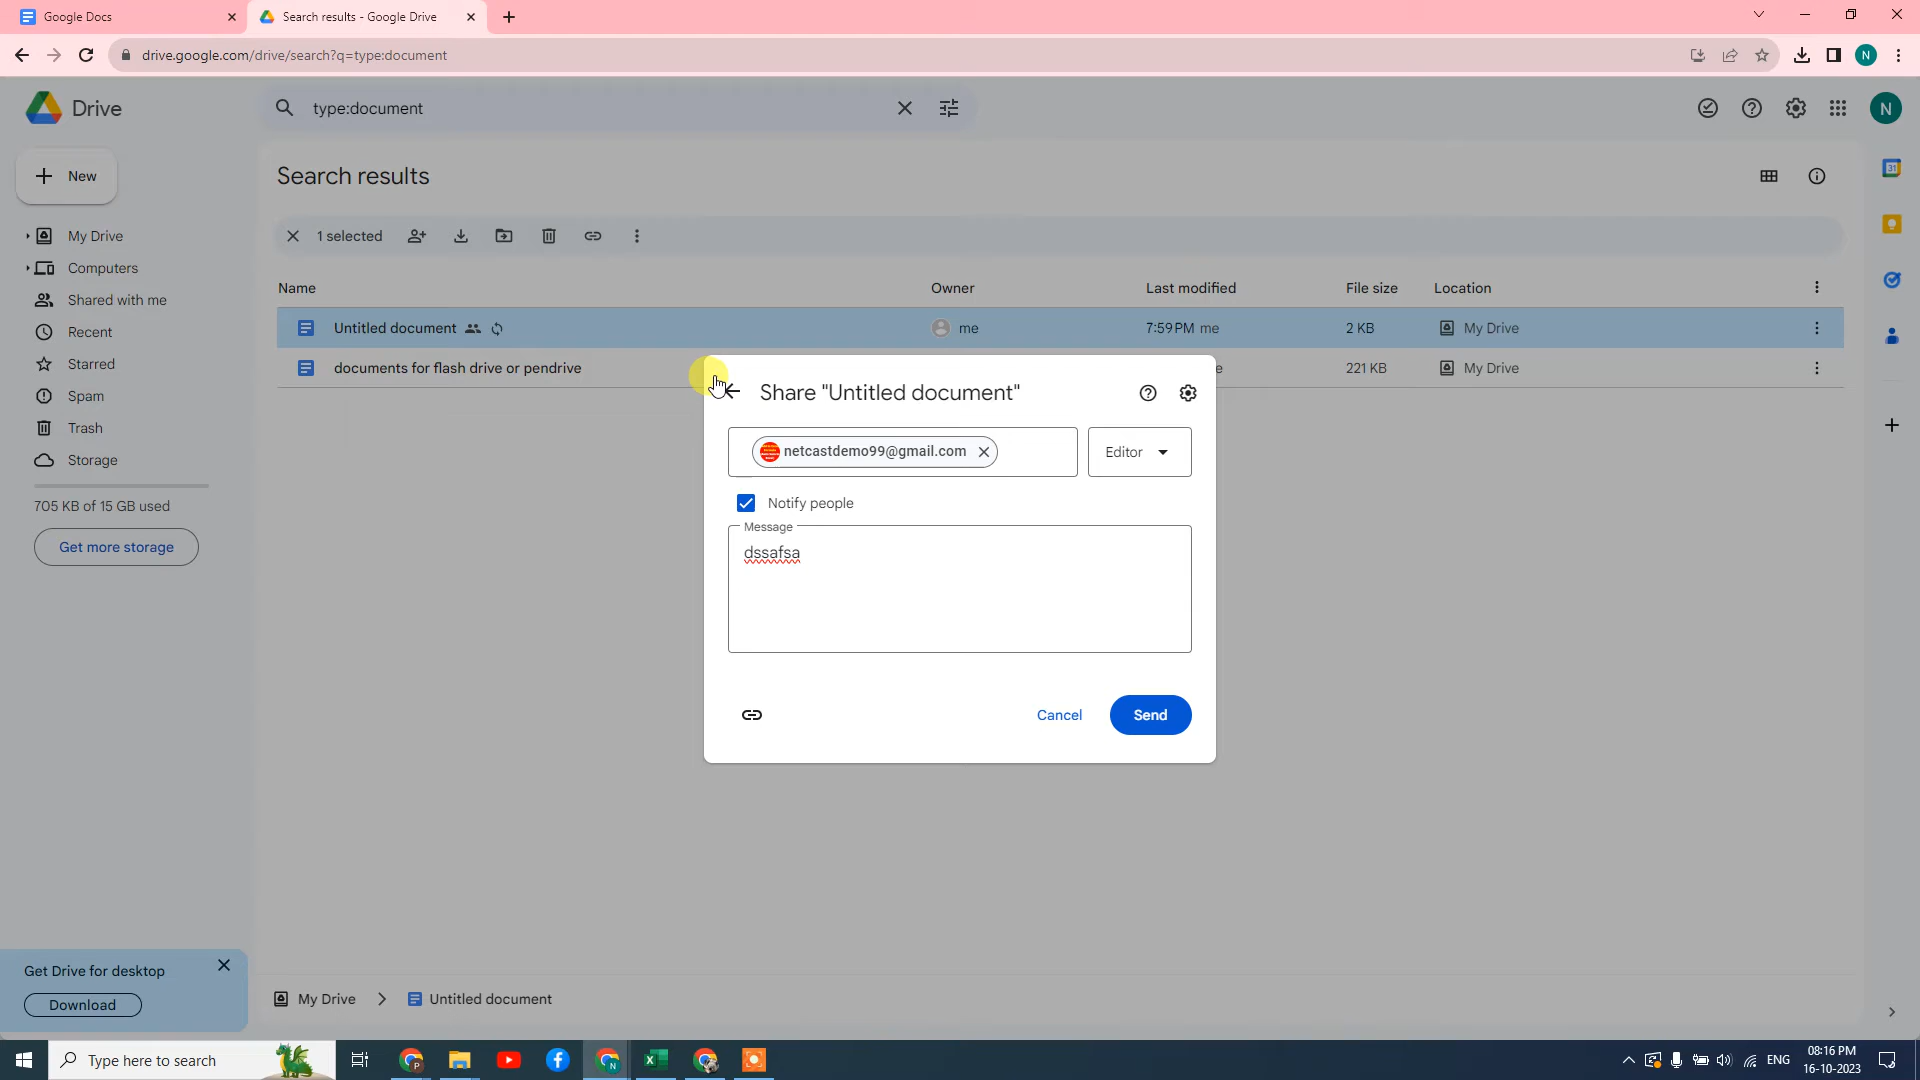 Google Docs
Search results - Google Drive
drive.google.com/drive/search?q=type:document
N
Drive
type:document
N
New
Search results
31
My Drive
1 selected
Computers
Name Owner Last modified File size Location
Shared with me
Untitled document me 7:59 PM me 2 KB My Drive
Recent
documents for flash drive or pendrive e 221 KB My Drive
Starred
Share "Untitled document"
Spam
Trash
netcastdemo99@gmail.com Editor
Storage
705 KB of 15 GB used
Notify people
Message
Get more storage
dssafsa
Cancel Send
Get Drive for desktop
Download
My Drive Untitled document
Type here to search
P
N
ENG
08:16 PM
16-10-2023